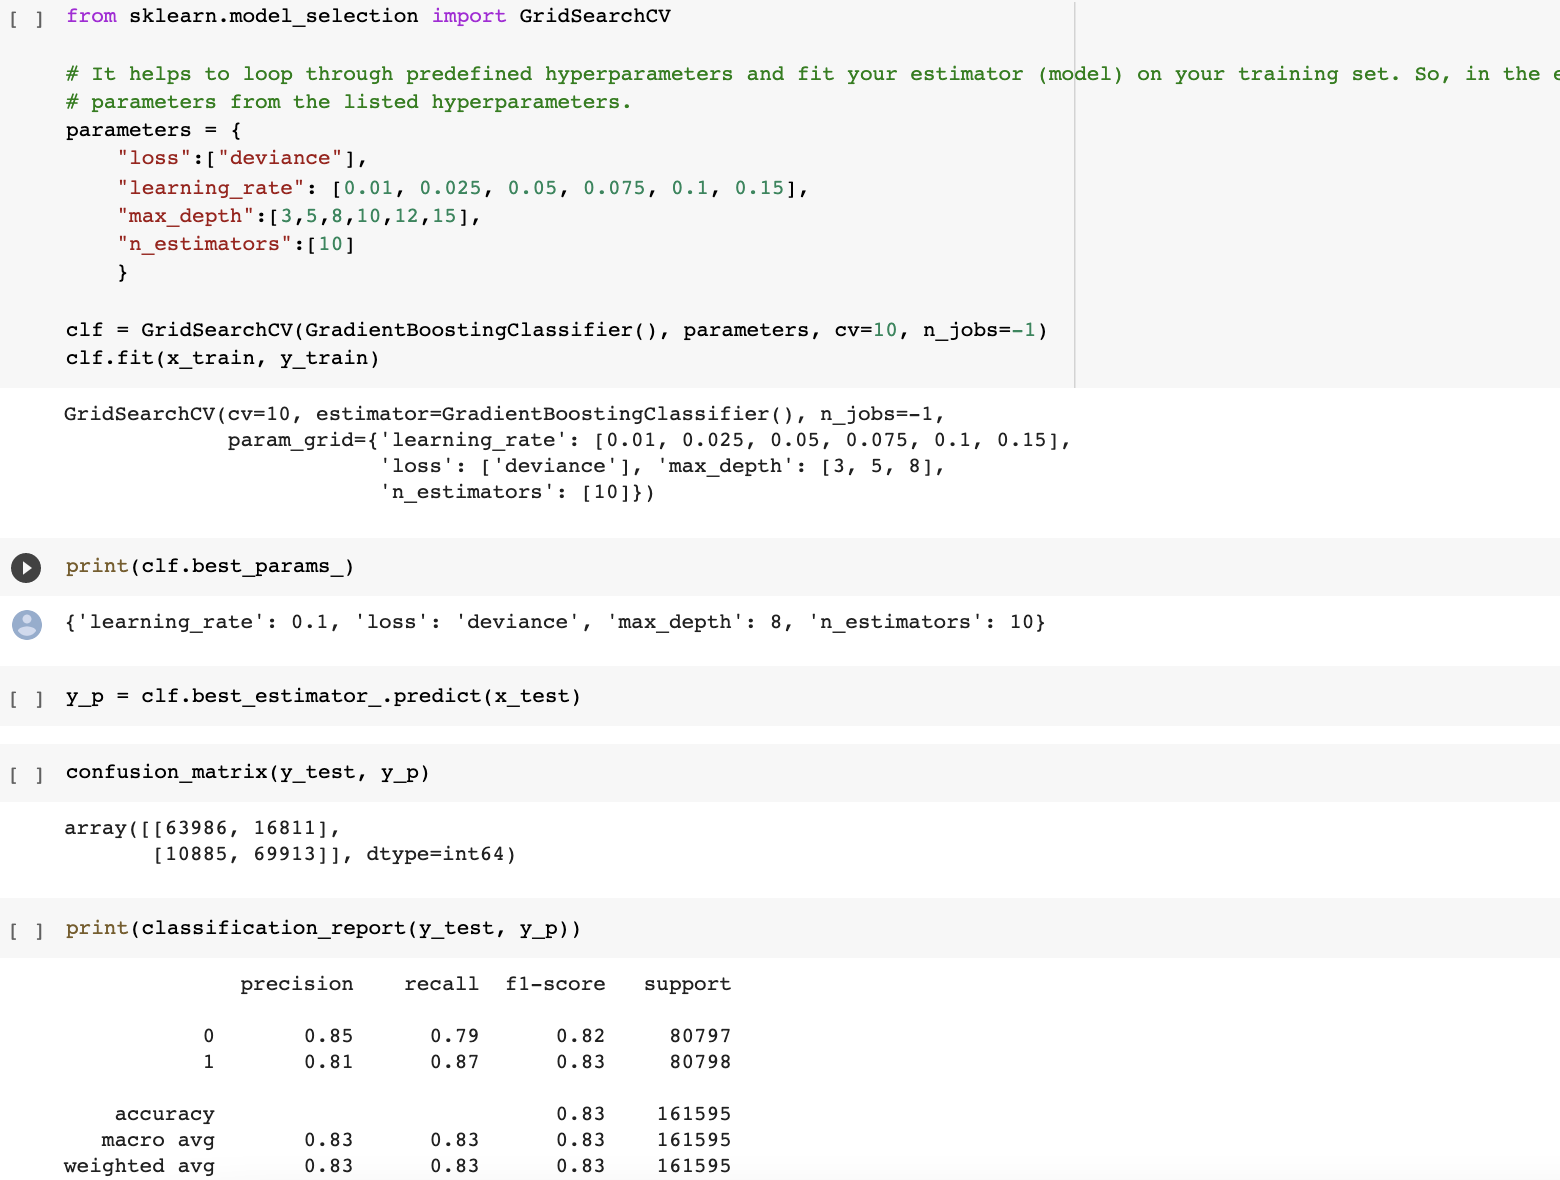 [ ] from sklearn.model_selection import GridSearchCV
# It helps to loop through predefined hyperparameters and fit your estimator (model) on your training set. So, in the
# parameters from the listed hyperparameters.
parameters = {
"loss":["deviance"],
"learning_rate": [0.01, 0.025, 0.05, 0.075, 0.1, 0.15],
"max_depth":[3,5,8,10,12,15],
"n_estimators":[10]
}
clf = GridSearchCV(GradientBoostingClassifier(), parameters, cv=10, n_jobs=-1)
clf.fit(x_train, y_train)
GridSearchCV(cv=10, estimator=GradientBoostingClassifier(), n_jobs=-1,
param_grid={'learning_rate': [0.01, 0.025, 0.05, 0.075, 0.1, 0.15],
'loss': ['deviance'], 'max_depth': [3, 5, 8],
'n_estimators': [10]})
print(clf.best_params_)
{'learning_rate': 0.1, 'loss': 'deviance', 'max_depth': 8, 'n_estimators': 10}
[ ] y_p = clf.best_estimator_.predict(x_test)
[ ] confusion_matrix(y_test, y_p)
array([[63986, 16811],
[10885, 69913]], dtype=int64)
[ ] print(classification_report(y_test, y_p))
precision recall f1-score support
0 0.85 0.79 0.82 80797
1 0.81 0.87 0.83 80798
accuracy 0.83 161595
macro avg 0.83 0.83 0.83 161595
weighted avg 0.83 0.83 0.83 161595